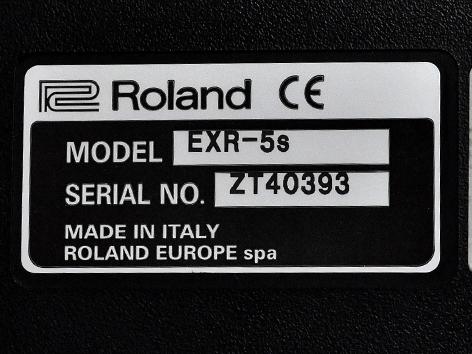 Roland CE
MODEL EXR-5s
SERIAL NO. ZT40393
MADE IN ITALY
ROLAND EUROPE spa